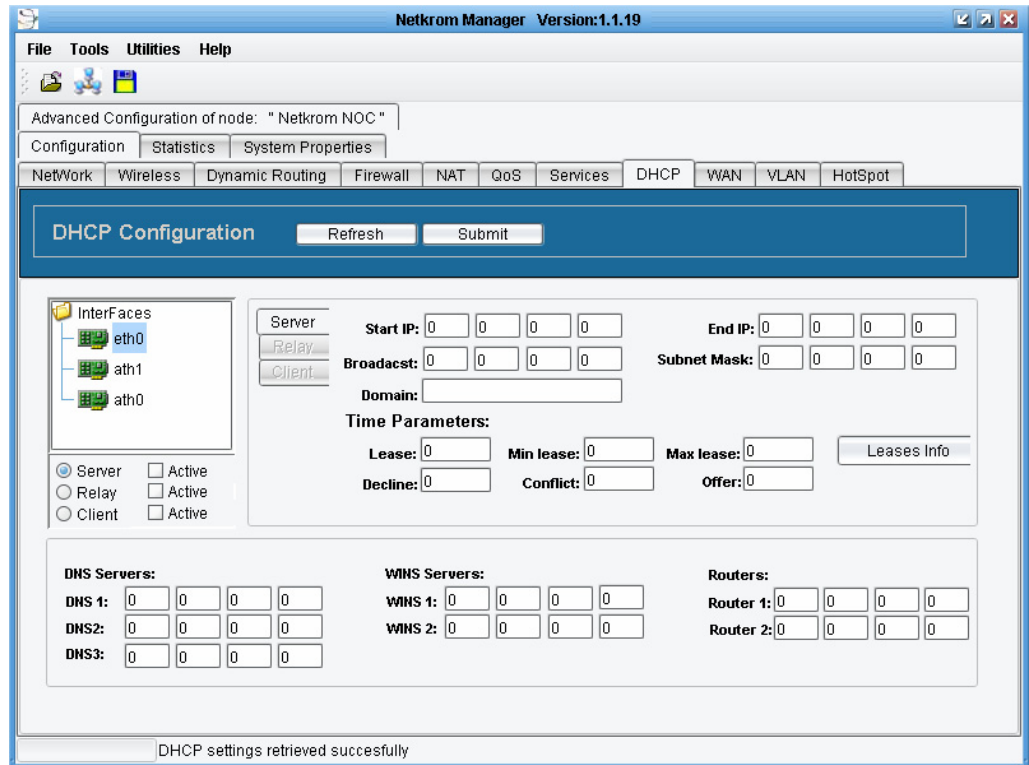 Netkrom Manager Version:1.1.19
File Tools Utilities Help
Advanced Configuration of node: " Netkrom NOC "
Configuration Statistics System Properties
NetWork Wireless Dynamic Routing Firewall NAT QoS Services DHCP WAN VLAN HotSpot
DHCP Configuration Refresh Submit
InterFaces
eth0
ath1
ath0
Server Active
Relay Active
Client Active
Server
Relay
Client
Start IP: 0 0 0 0 End IP: 0 0 0 0
Broadacst: 0 0 0 0 Subnet Mask: 0 0 0 0
Domain:
Time Parameters:
Lease: 0 Min lease: 0 Max lease: 0 Leases Info
Decline: 0 Conflict: 0 Offer: 0
DNS Servers: WINS Servers: Routers:
DNS 1: 0 0 0 0 WINS 1: 0 0 0 0 Router 1: 0 0 0 0
DNS2: 0 0 0 0 WINS 2: 0 0 0 0 Router 2: 0 0 0 0
DNS3: 0 0 0 0
DHCP settings retrieved succesfully